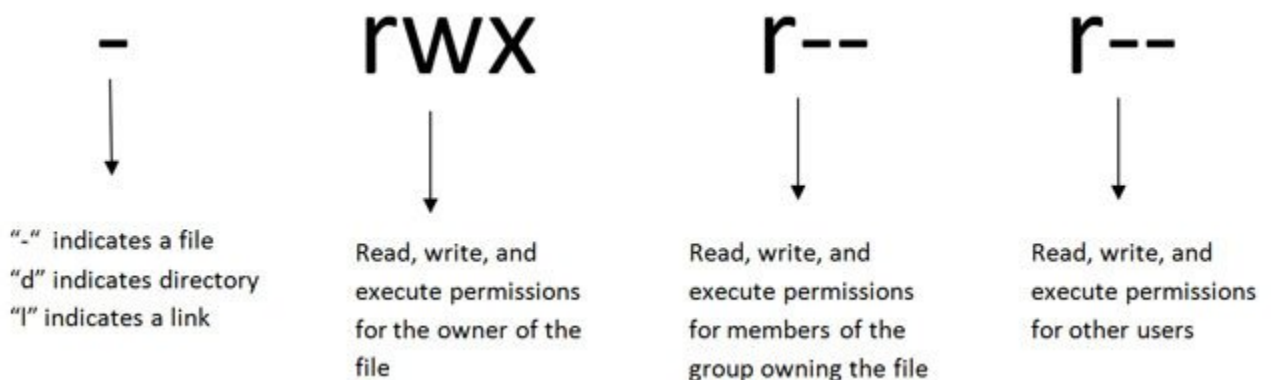 - rwx r-- r--
“-“ indicates a file
“d” indicates directory
“l” indicates a link
Read, write, and
execute permissions
for the owner of the
file
Read, write, and
execute permissions
for members of the
group owning the file
Read, write, and
execute permissions
for other users